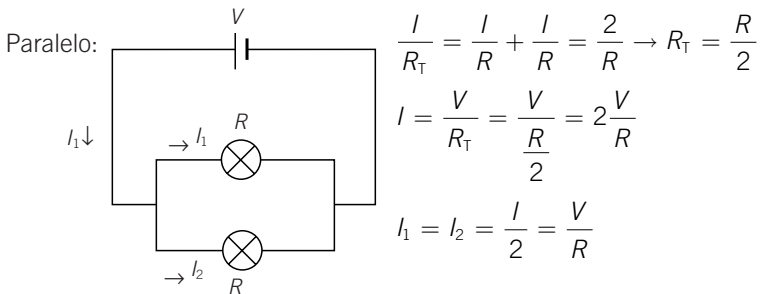 Paralelo:
V
I₁↓
→ I₁
R
→ I₂
R
I/R_T = I/R + I/R = 2/R → R_T = R/2
I = V/R_T = V/(R/2) = 2 V/R
I₁ = I₂ = I/2 = V/R